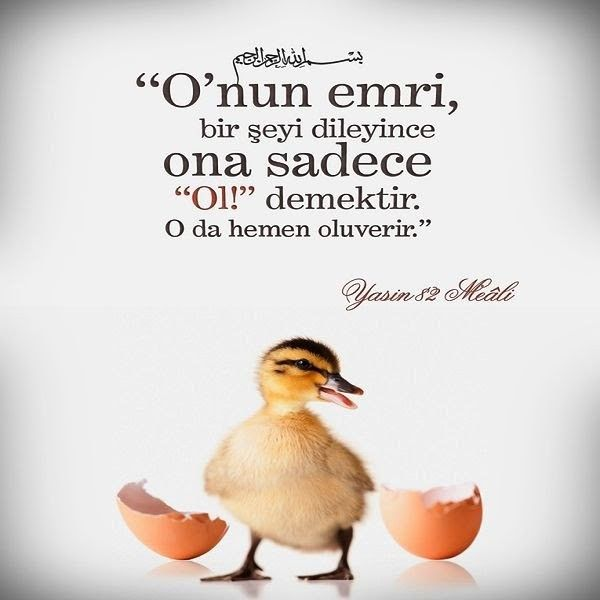 بسم الله الرحمن الرحيم
“O’nun emri,
bir şeyi dileyince
ona sadece
“Ol!” demektir.
O da hemen oluverir.”
Yasin 82 Meâli